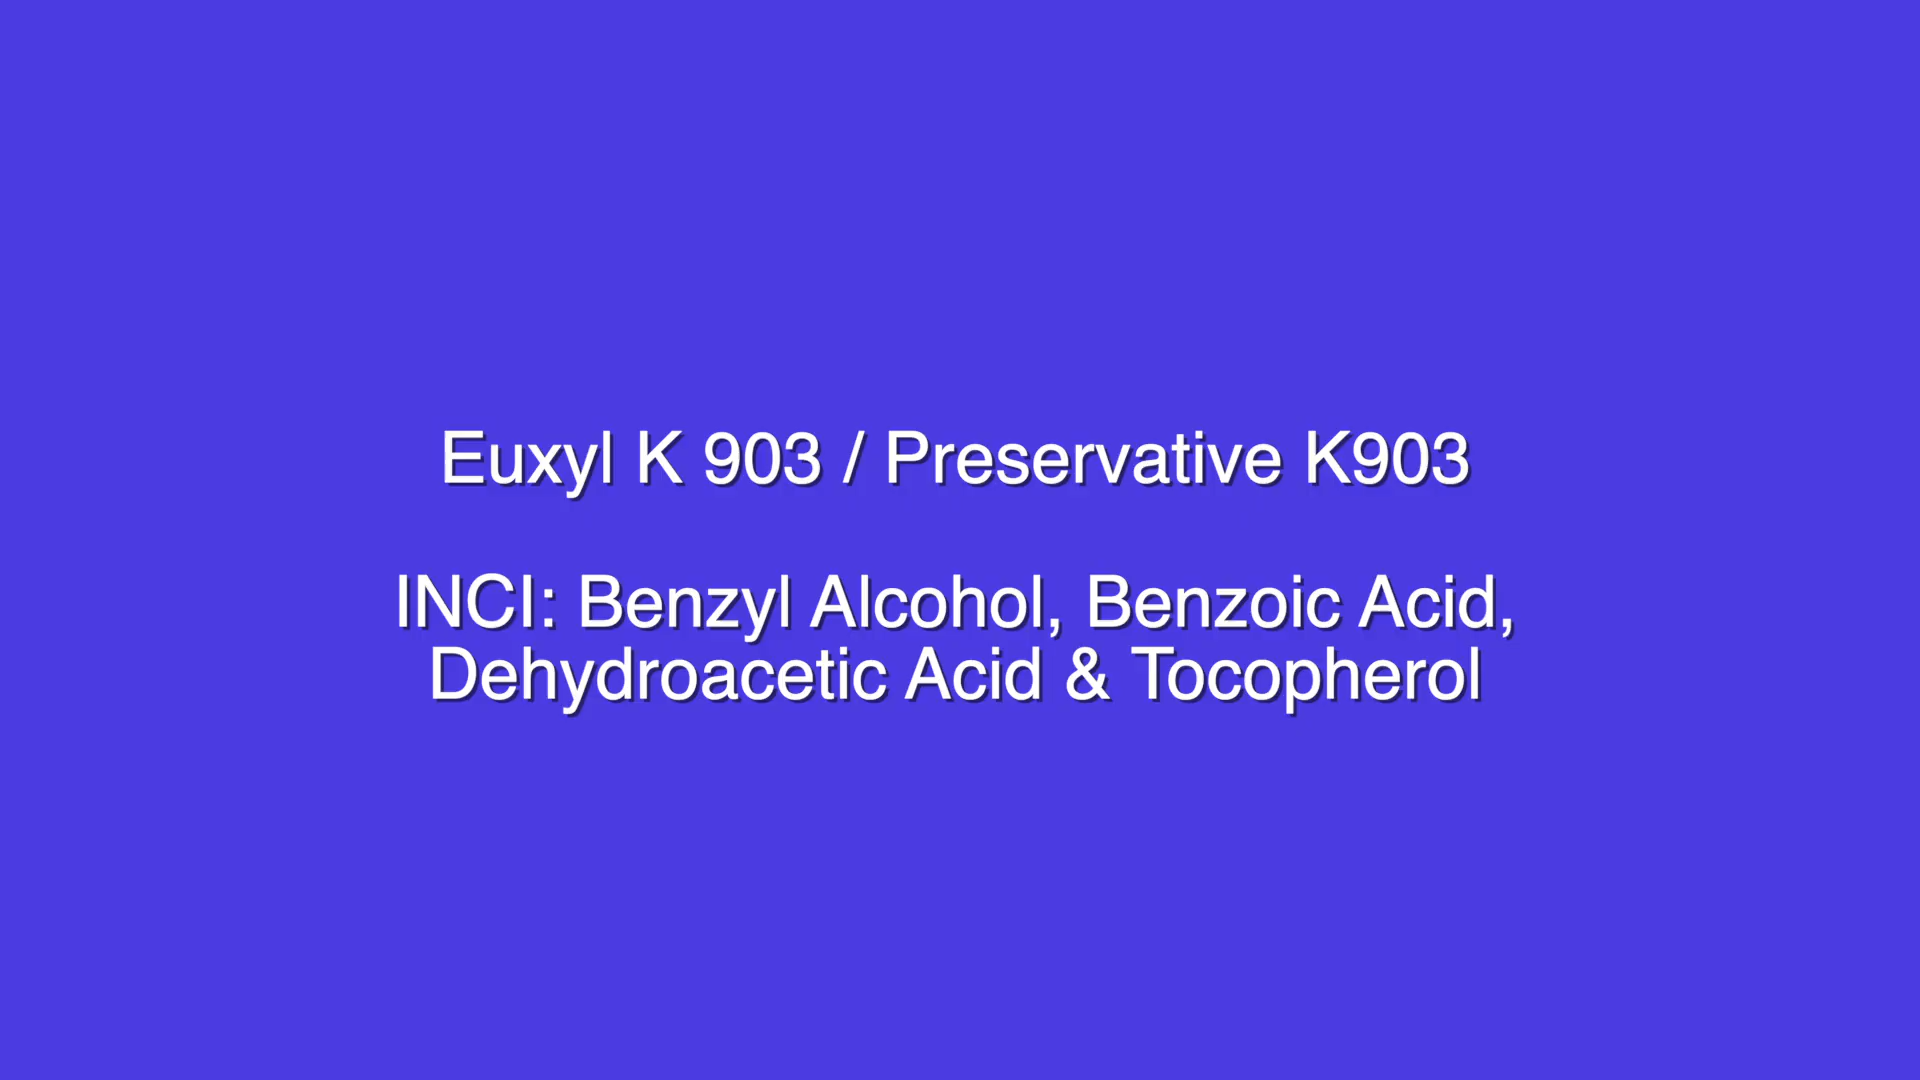 Euxyl K 903 / Preservative K903
INCI: Benzyl Alcohol, Benzoic Acid,
Dehydroacetic Acid & Tocopherol